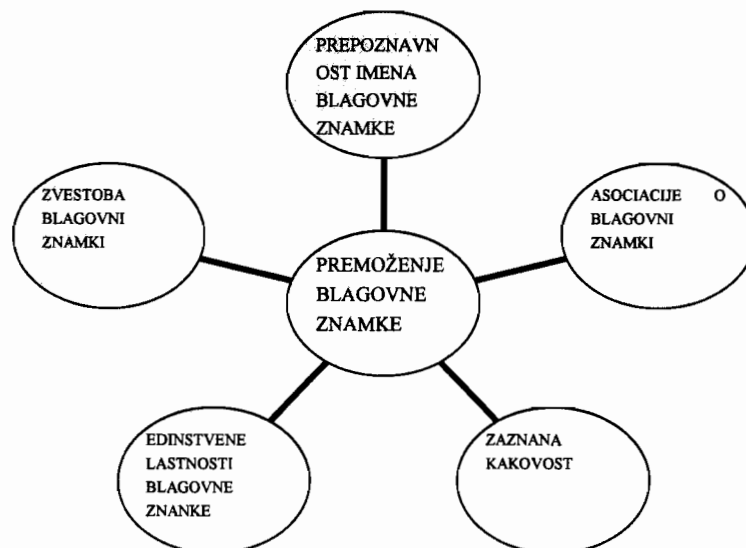 PREPOZNAVN
OST IMENA
BLAGOVNE
ZNAMKE
ZVESTOBA
BLAGOVNI
ZNAMKI
ASOCIACIJE O
BLAGOVNI
ZNAMKI
PREMOŽENJE
BLAGOVNE
ZNAMKE
EDINSTVENE
LASTNOSTI
BLAGOVNE
ZNANKE
ZAZNANA
KAKOVOST